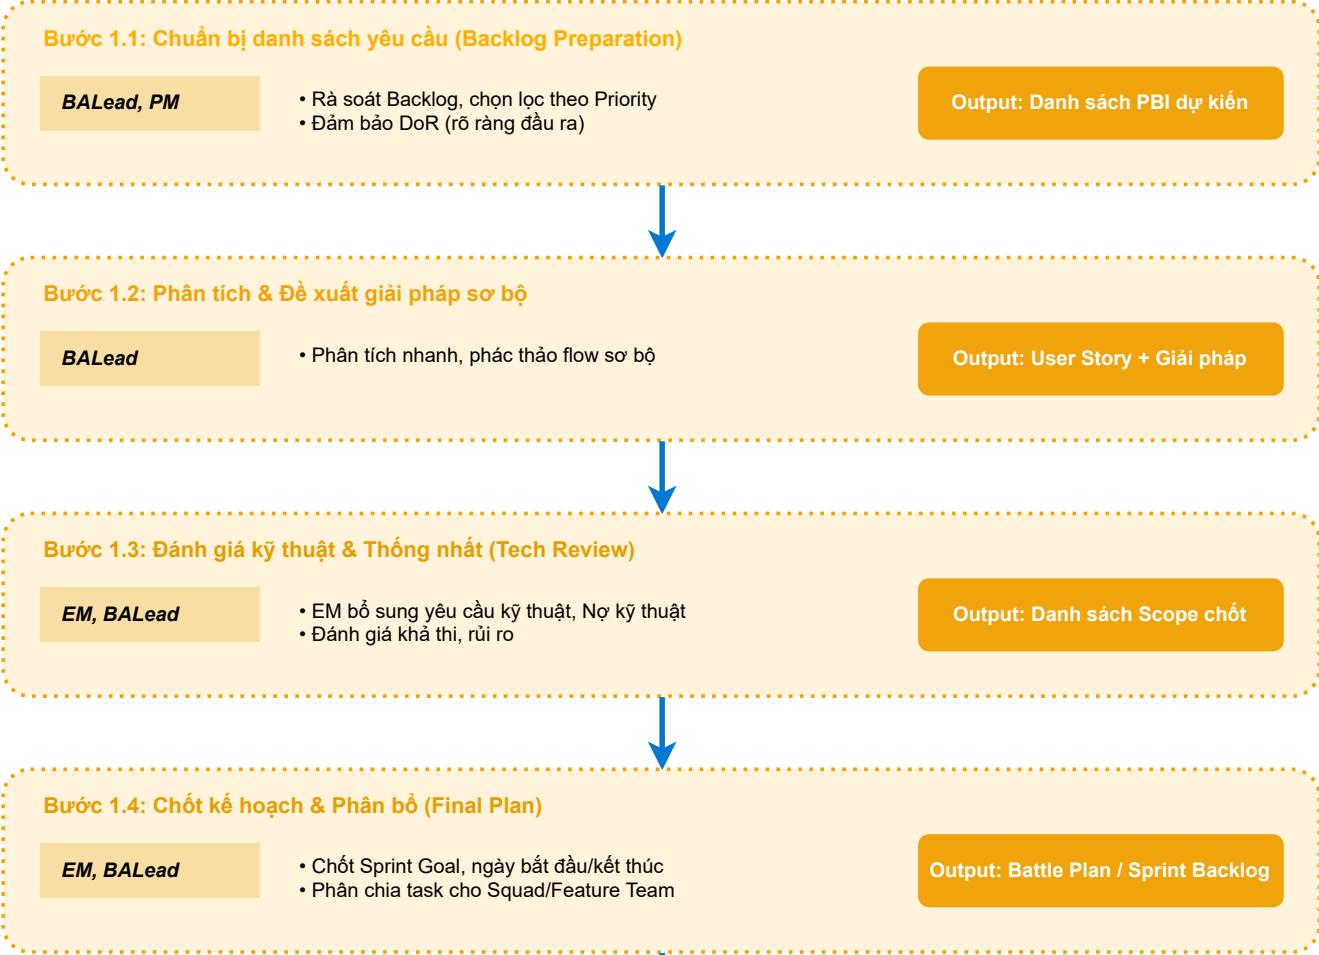 Bước 1.1: Chuẩn bị danh sách yêu cầu (Backlog Preparation)
BALead, PM
• Rà soát Backlog, chọn lọc theo Priority
• Đảm bảo DoR (rõ ràng đầu ra)
Output: Danh sách PBI dự kiến
Bước 1.2: Phân tích & Đề xuất giải pháp sơ bộ
BALead
• Phân tích nhanh, phác thảo flow sơ bộ
Output: User Story + Giải pháp
Bước 1.3: Đánh giá kỹ thuật & Thống nhất (Tech Review)
EM, BALead
• EM bổ sung yêu cầu kỹ thuật, Nợ kỹ thuật
• Đánh giá khả thi, rủi ro
Output: Danh sách Scope chốt
Bước 1.4: Chốt kế hoạch & Phân bổ (Final Plan)
EM, BALead
• Chốt Sprint Goal, ngày bắt đầu/kết thúc
• Phân chia task cho Squad/Feature Team
Output: Battle Plan / Sprint Backlog